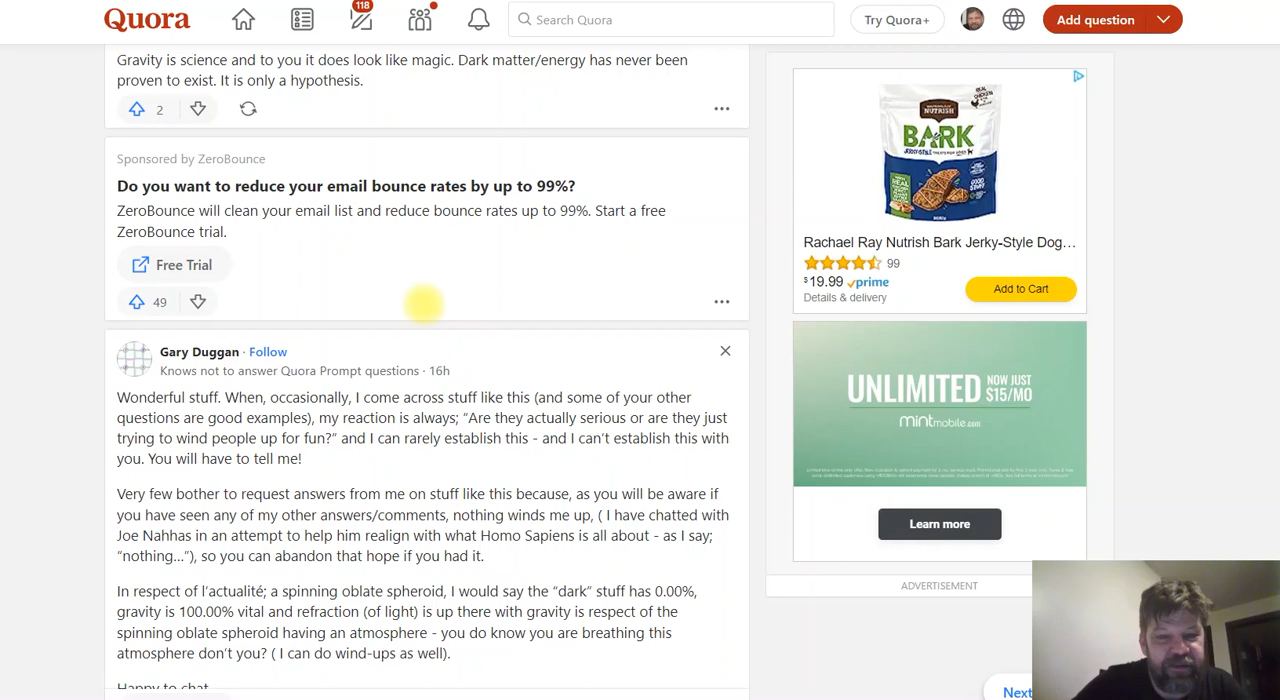 Quora
118
Search Quora
Try Quora+
Add question
Gravity is science and to you it does look like magic. Dark matter/energy has never been
proven to exist. It is only a hypothesis.
2
Sponsored by ZeroBounce
Do you want to reduce your email bounce rates by up to 99%?
ZeroBounce will clean your email list and reduce bounce rates up to 99%. Start a free
ZeroBounce trial.
Free Trial
49
Gary Duggan · Follow
Knows not to answer Quora Prompt questions · 16h
Wonderful stuff. When, occasionally, I come across stuff like this (and some of your other
questions are good examples), my reaction is always; “Are they actually serious or are they just
trying to wind people up for fun?” and I can rarely establish this - and I can’t establish this with
you. You will have to tell me!
Very few bother to request answers from me on stuff like this because, as you will be aware if
you have seen any of my other answers/comments, nothing winds me up, ( I have chatted with
Joe Nahhas in an attempt to help him realign with what Homo Sapiens is all about - as I say;
“nothing...”), so you can abandon that hope if you had it.
In respect of l’actualité; a spinning oblate spheroid, I would say the “dark” stuff has 0.00%,
gravity is 100.00% vital and refraction (of light) is up there with gravity is respect of the
spinning oblate spheroid having an atmosphere - you do know you are breathing this
atmosphere don’t you? ( I can do wind-ups as well).
Happy to chat
NUTRISH
BARK
Rachael Ray Nutrish Bark Jerky-Style Dog...
99
$19.99 prime
Add to Cart
Details & delivery
UNLIMITED NOW JUST
$15/MO
mintmobile.com
Learn more
ADVERTISEMENT
Next